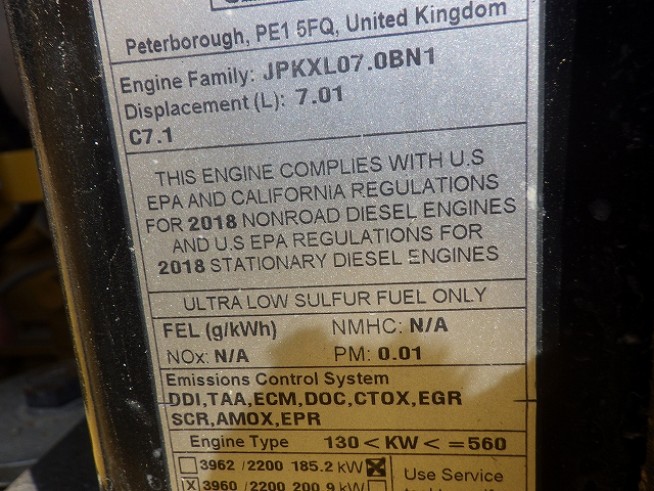 Peterborough, PE1 5FQ, United Kingdom
Engine Family: JPKXL07.0BN1
Displacement (L): 7.01
C7.1
THIS ENGINE COMPLIES WITH U.S
EPA AND CALIFORNIA REGULATIONS
FOR 2018 NONROAD DIESEL ENGINES
AND U.S EPA REGULATIONS FOR
2018 STATIONARY DIESEL ENGINES
ULTRA LOW SULFUR FUEL ONLY
FEL (g/kWh) NMHC: N/A
NOx: N/A PM: 0.01
Emissions Control System
DDI,TAA,ECM,DOC,CTOX,EGR
SCR,AMOX,EPR
Engine Type 130 < KW < = 560
3962 / 2200 185.2 kW X Use Service
X 3960 / 2200 200.9 kW